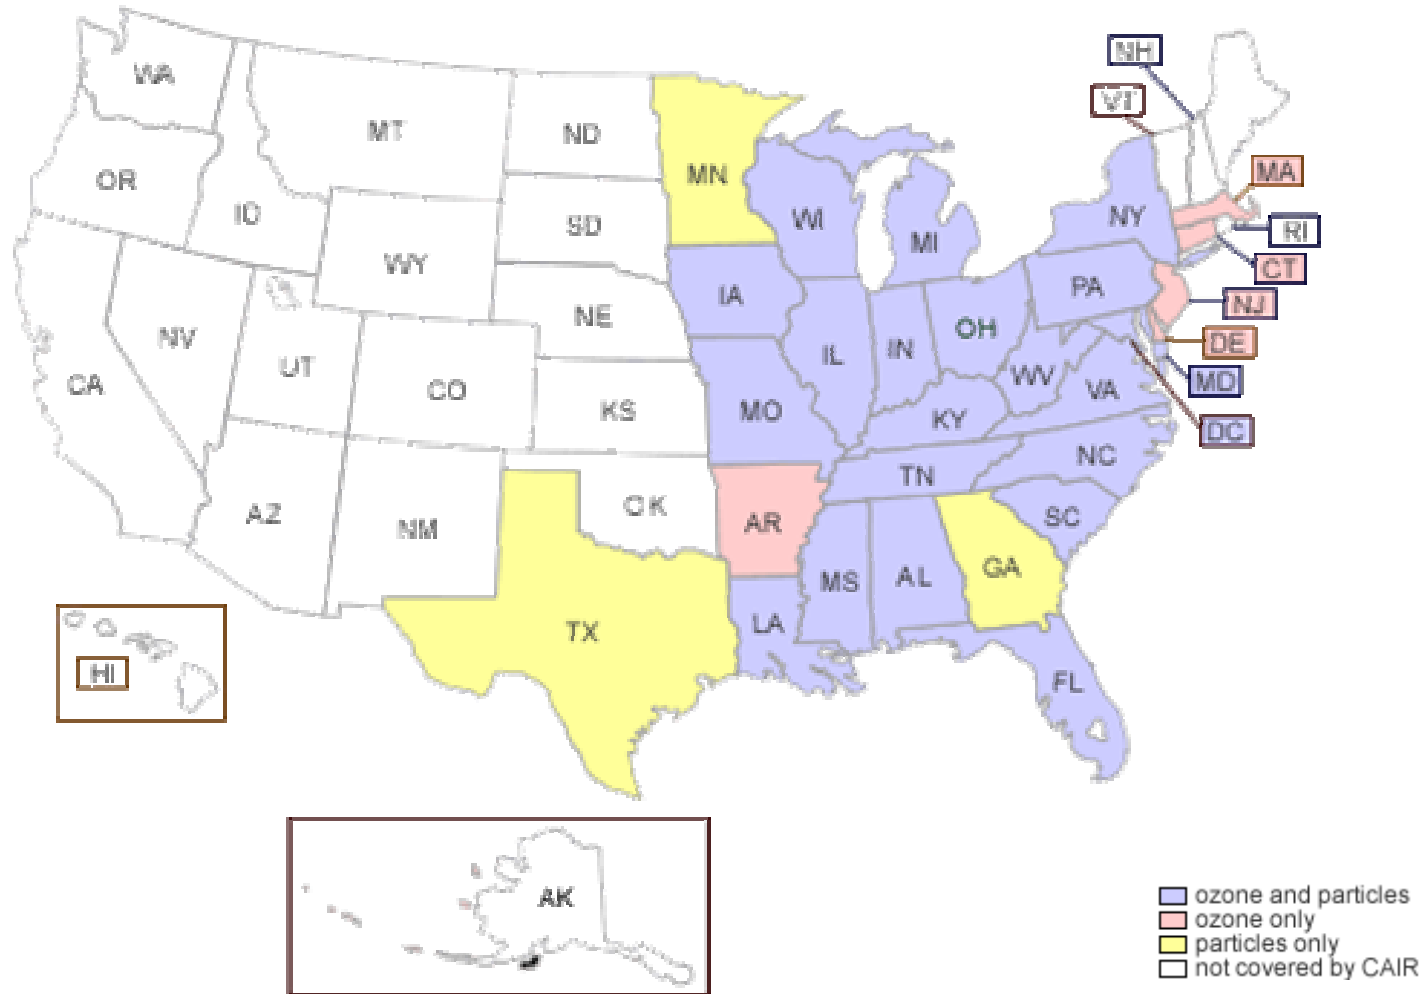 NH
WA
VT
MT
ND
MN
MA
OR
ID
SD
WI
NY
RI
MI
WY
CT
IA
PA
NE
NJ
NV
OH
IL
IN
DE
UT
WV
MD
CA
CO
KS
MO
KY
VA
DC
NC
TN
AZ
NM
OK
AR
SC
GA
MS
AL
LA
TX
HI
FL
AK
ozone and particles
ozone only
particles only
not covered by CAIR